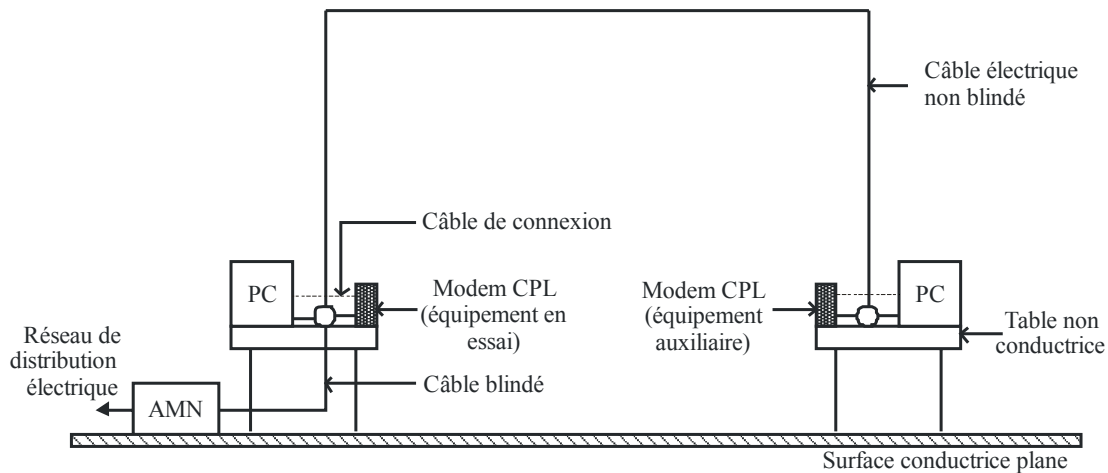 Câble électrique
non blindé
Câble de connexion
PC
Modem CPL
(équipement en
essai)
Modem CPL
(équipement
auxiliaire)
PC
Table non
conductrice
Réseau de
distribution
électrique
Câble blindé
AMN
Surface conductrice plane